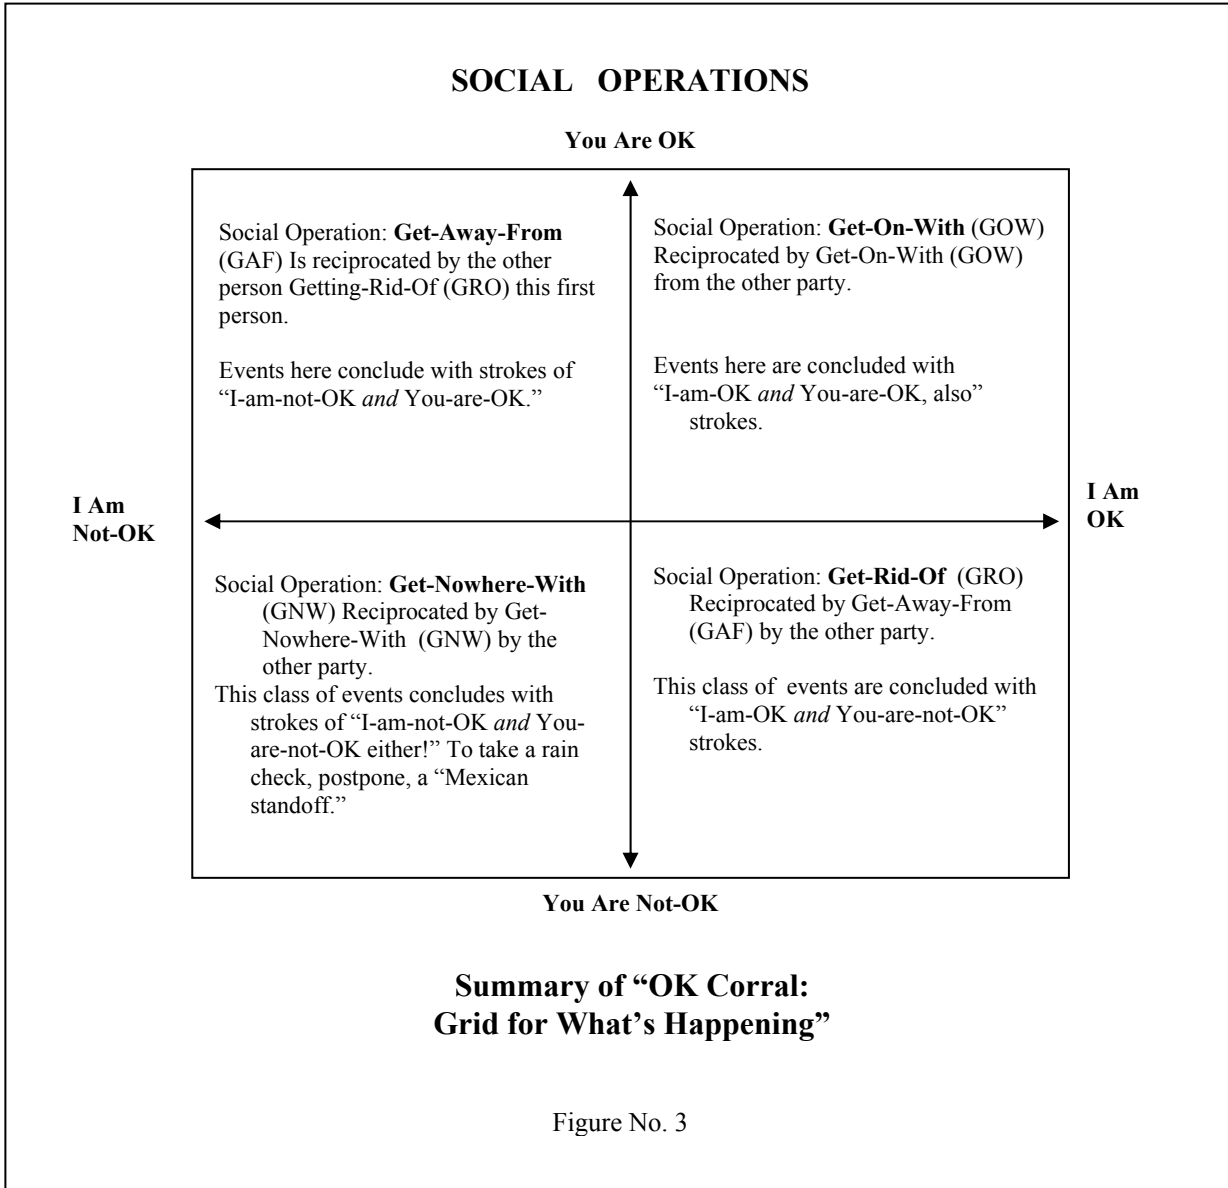 SOCIAL OPERATIONS
You Are OK
Social Operation: Get-Away-From
(GAF) Is reciprocated by the other
person Getting-Rid-Of (GRO) this first
person.
Events here conclude with strokes of
“I-am-not-OK and You-are-OK.”
Social Operation: Get-On-With (GOW)
Reciprocated by Get-On-With (GOW)
from the other party.
Events here are concluded with
“I-am-OK and You-are-OK, also”
strokes.
I Am
Not-OK
I Am
OK
Social Operation: Get-Nowhere-With
(GNW) Reciprocated by Get-
Nowhere-With (GNW) by the
other party.
This class of events concludes with
strokes of “I-am-not-OK and You-
are-not-OK either!” To take a rain
check, postpone, a “Mexican
standoff.”
Social Operation: Get-Rid-Of (GRO)
Reciprocated by Get-Away-From
(GAF) by the other party.
This class of events are concluded with
“I-am-OK and You-are-not-OK”
strokes.
You Are Not-OK
Summary of “OK Corral:
Grid for What’s Happening”
Figure No. 3